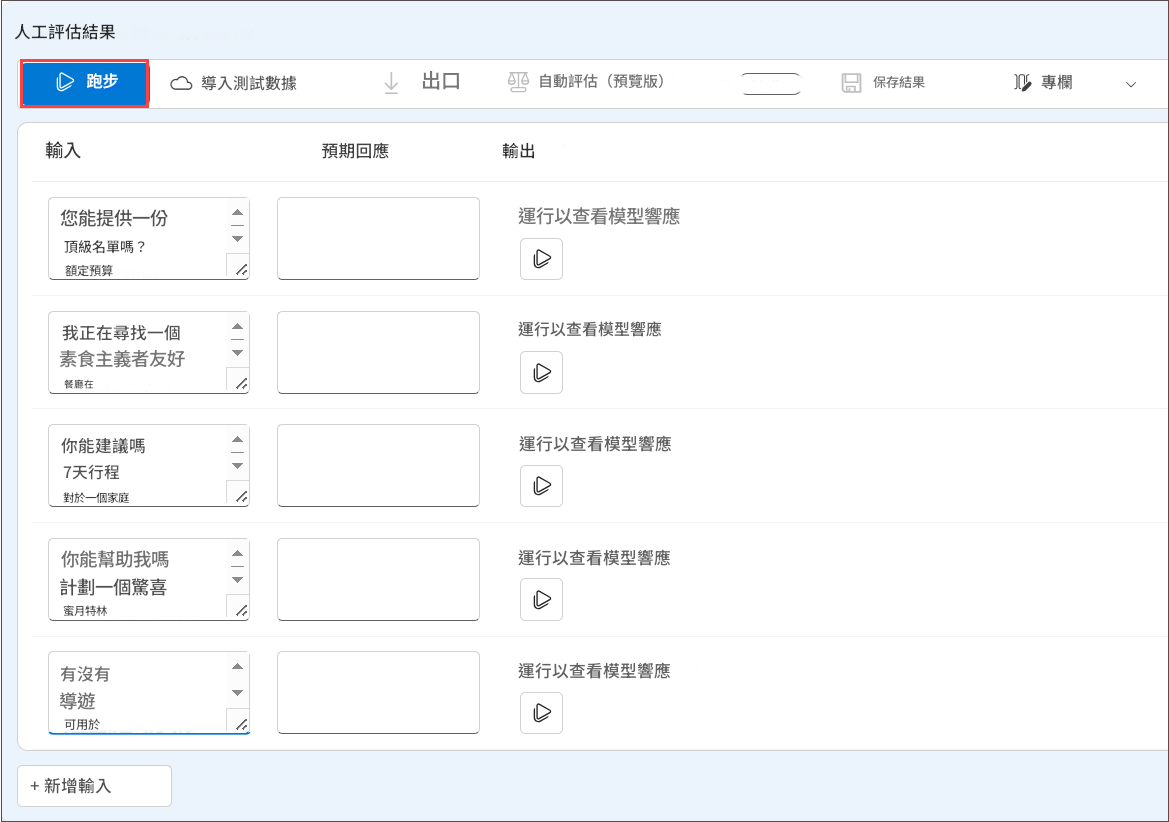 人工評估結果
跑步
導入測試數據
出口
自動評估（預覽版）
保存結果
專欄
輸入
預期回應
輸出
您能提供一份
頂級名單嗎？
額定預算
運行以查看模型響應
我正在尋找一個
素食主義者友好
餐廳在
運行以查看模型響應
你能建議嗎
7天行程
對於一個家庭
運行以查看模型響應
你能幫助我嗎
計劃一個驚喜
蜜月特林
運行以查看模型響應
有沒有
導遊
可用於
運行以查看模型響應
+ 新增輸入